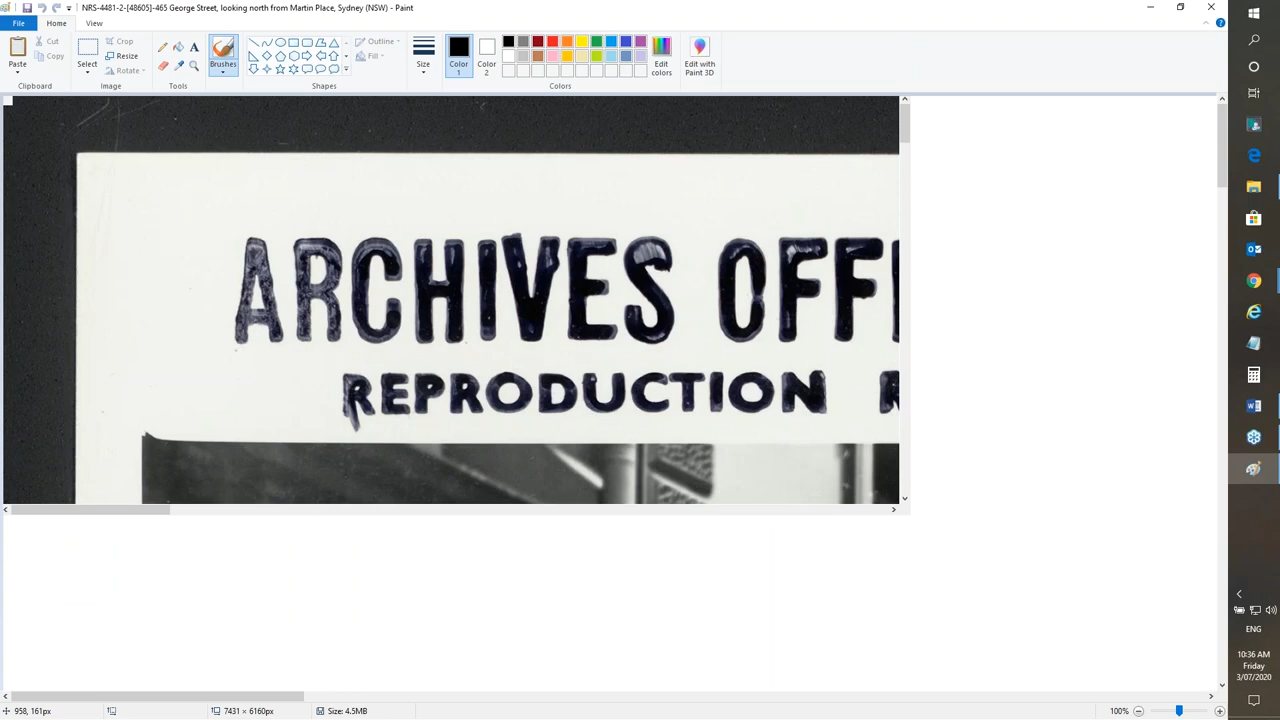 NRS-4481-2-[48605]-465 George Street, looking north from Martin Place, Sydney (NSW) - Paint
File Home View
Paste
Cut
Copy
Clipboard
Select
Crop
Resize
Rotate
Image
A
Tools
Brushes
Outline
Fill
Shapes
Size
Color 1
Color 2
Edit colors
Colors
Edit with Paint 3D
ARCHIVES OFF
REPRODUCTION
958, 161px
7431 × 6160px
Size: 4.5MB
100%
ENG
10:36 AM
Friday
3/07/2020